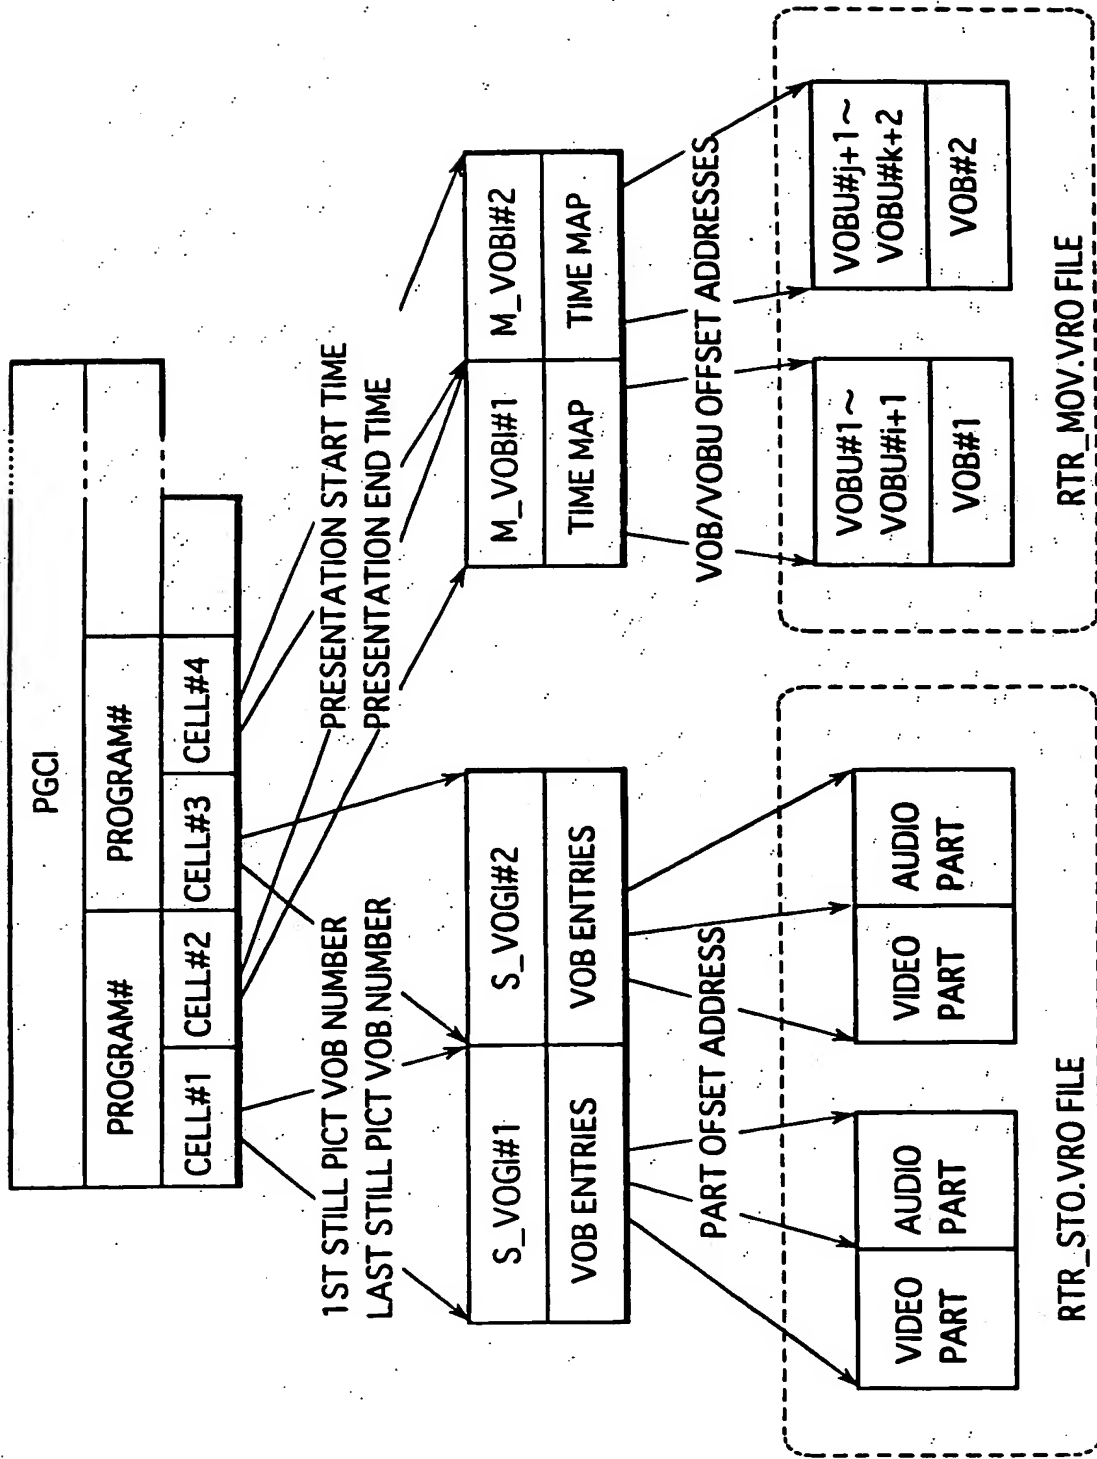 PGCI
PROGRAM#
PROGRAM#
CELL#1
CELL#2
CELL#3
CELL#4
1ST STILL PICT VOB NUMBER
LAST STILL PICT VOB NUMBER
PRESENTATION START TIME
PRESENTATION END TIME
S_VOGI#1
S_VOGI#2
VOB ENTRIES
VOB ENTRIES
M_VOBI#1
M_VOBI#2
TIME MAP
TIME MAP
PART OFFSET ADDRESS
VOB/VOBU OFFSET ADDRESSES
VIDEO
PART
AUDIO
PART
VIDEO
PART
AUDIO
PART
RTR_STO.VRO FILE
VOBU#1~
VOBU#i+1
VOB#1
VOBU#j+1~
VOBU#k+2
VOB#2
RTR_MOV.VRO FILE